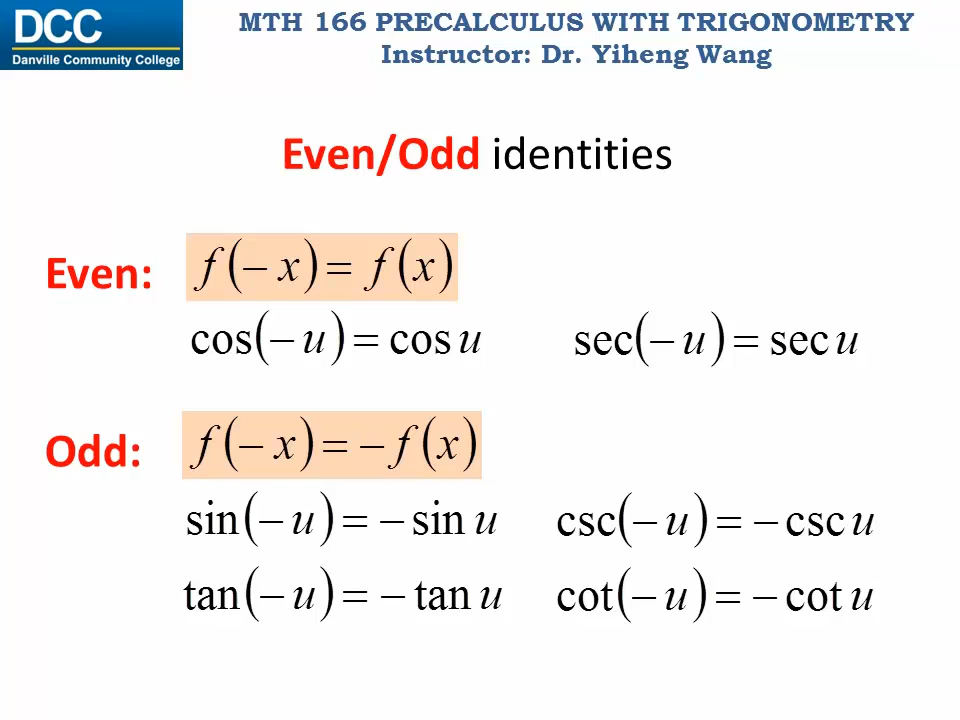 DCC
Danville Community College
MTH 166 PRECALCULUS WITH TRIGONOMETRY
Instructor: Dr. Yiheng Wang
Even/Odd identities
Even: f(− x) = f(x)
cos(− u) = cos u sec(− u) = sec u
Odd: f(− x) = − f(x)
sin(− u) = − sin u csc(− u) = − csc u
tan(− u) = − tan u cot(− u) = − cot u